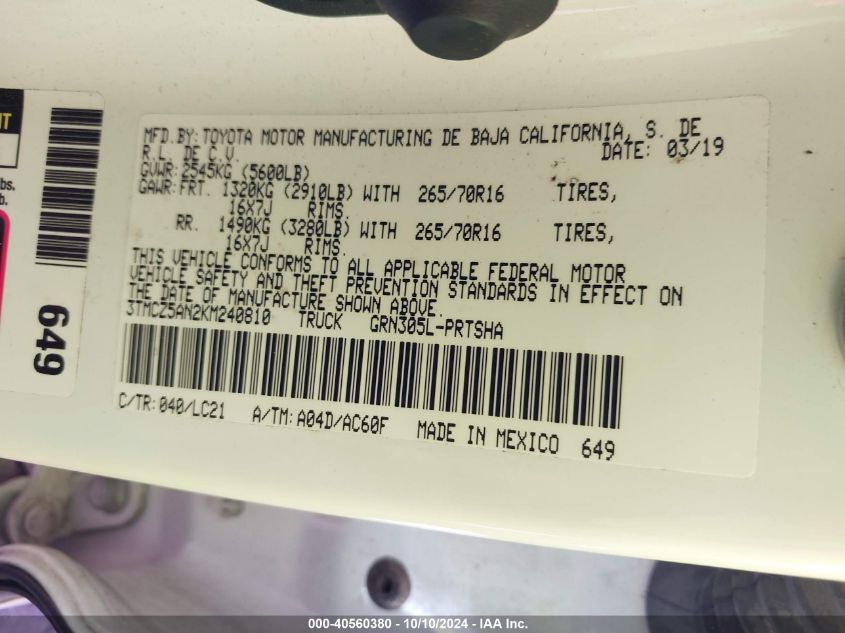 MFD.BY:TOYOTA MOTOR MANUFACTURING DE BAJA CALIFORNIA, S. DE
R.L. DE C.V. DATE: 03/19
GVWR:2545KG (5600LB)
GAWR:FRT. 1320KG (2910LB) WITH 265/70R16 TIRES,
16X7J RIMS.
RR. 1490KG (3280LB) WITH 265/70R16 TIRES,
16X7J RIMS.
THIS VEHICLE CONFORMS TO ALL APPLICABLE FEDERAL MOTOR
VEHICLE SAFETY AND THEFT PREVENTION STANDARDS IN EFFECT ON
THE DATE OF MANUFACTURE SHOWN ABOVE.
3TMCZ5AN2KM240810 TRUCK GRN305L-PRTSHA
C/TR:040/LC21 A/TM:A04D/AC60F MADE IN MEXICO 649
649
lbs.
b.
000-40560380 - 10/10/2024 - IAA Inc.